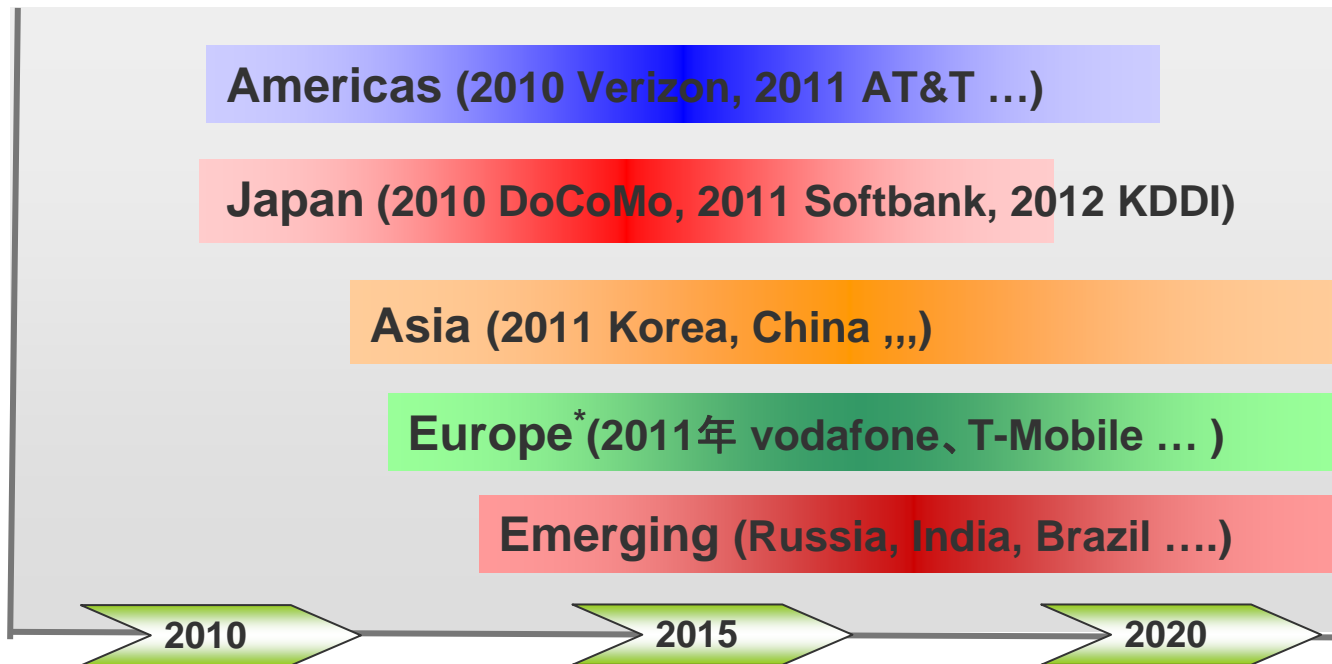 Americas (2010 Verizon, 2011 AT&T …)
Japan (2010 DoCoMo, 2011 Softbank, 2012 KDDI)
Asia (2011 Korea, China ,,,)
Europe*(2011年 vodafone、T-Mobile … )
Emerging (Russia, India, Brazil ….)
2010 2015 2020